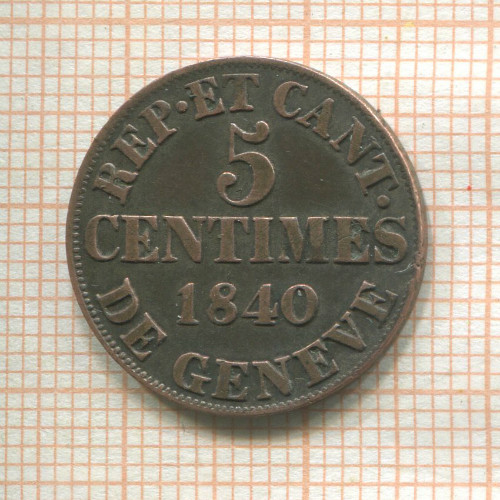 REP. ET CANT.
5
CENTIMES
1840
DE GENEVE